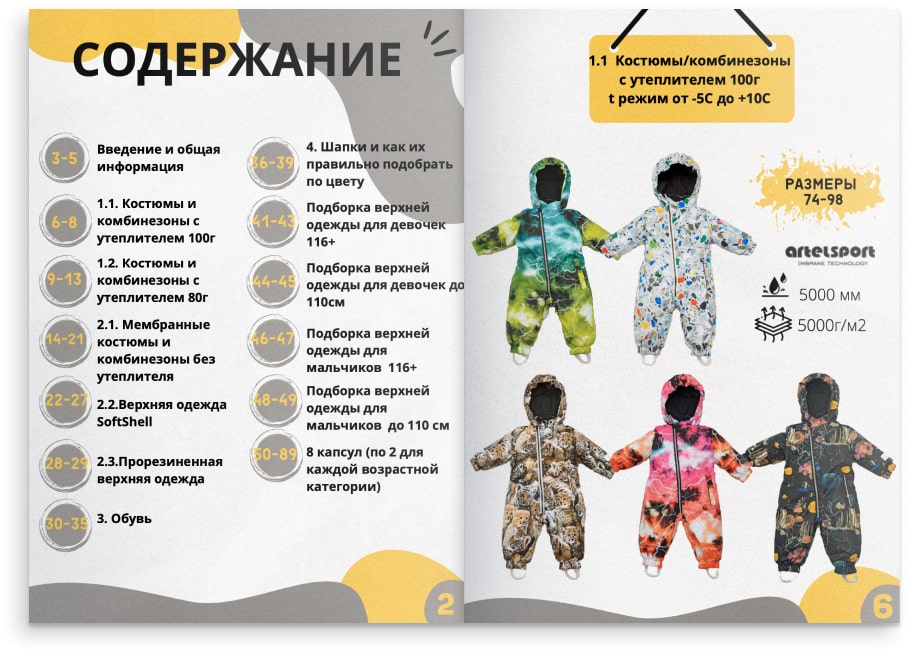 СОДЕРЖАНИЕ
3-5
Введение и общая
информация
6-8
1.1. Костюмы и
комбинезоны с
утеплителем 100г
9-13
1.2. Костюмы и
комбинезоны с
утеплителем 80г
14-21
2.1. Мембранные
костюмы и
комбинезоны без
утеплителя
22-27
2.2.Верхняя одежда
SoftShell
28-29
2.3.Прорезиненная
верхняя одежда
30-35
3. Обувь
36-39
4. Шапки и как их
правильно подобрать
по цвету
41-43
Подборка верхней
одежды для девочек
116+
44-45
Подборка верхней
одежды для девочек до
110см
46-47
Подборка верхней
одежды для
мальчиков 116+
48-49
Подборка верхней
одежды для
мальчиков до 110 см
50-89
8 капсул (по 2 для
каждой возрастной
категории)
2
1.1 Костюмы/комбинезоны
с утеплителем 100г
t режим от -5С до +10С
РАЗМЕРЫ
74-98
artelsport
MBRANE TECHNOLOGY
5000 мм
5000г/м2
6